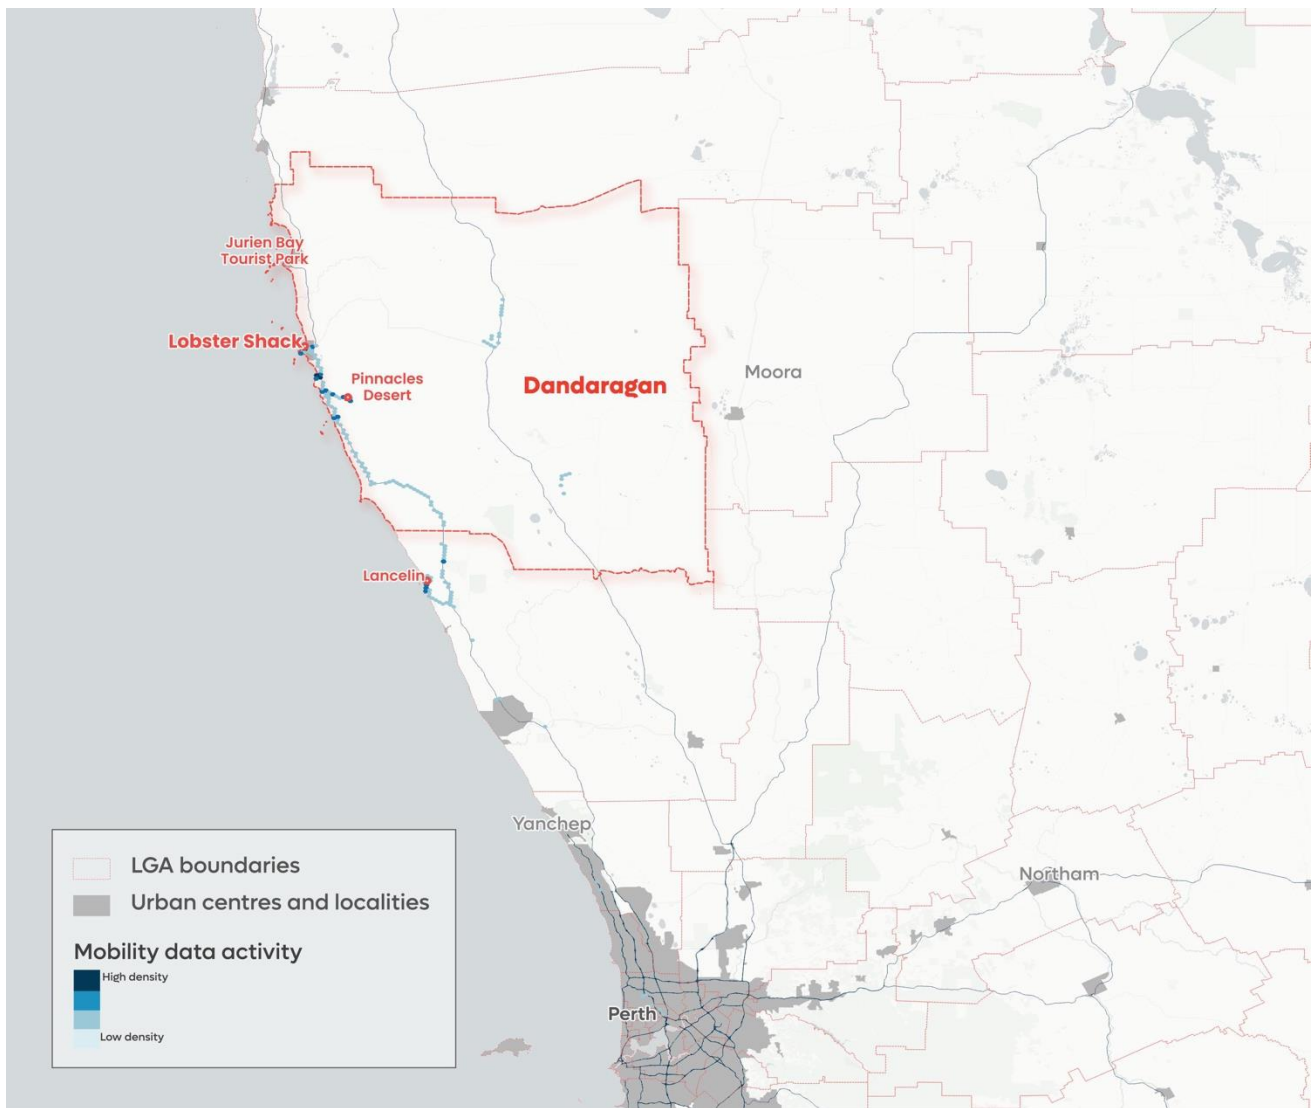 Jurien Bay
Tourist Park
Lobster Shack
Pinnacles
Desert
Dandaragan
Moora
Lancelin
Yanchep
Northam
Perth
LGA boundaries
Urban centres and localities
Mobility data activity
High density
Low density